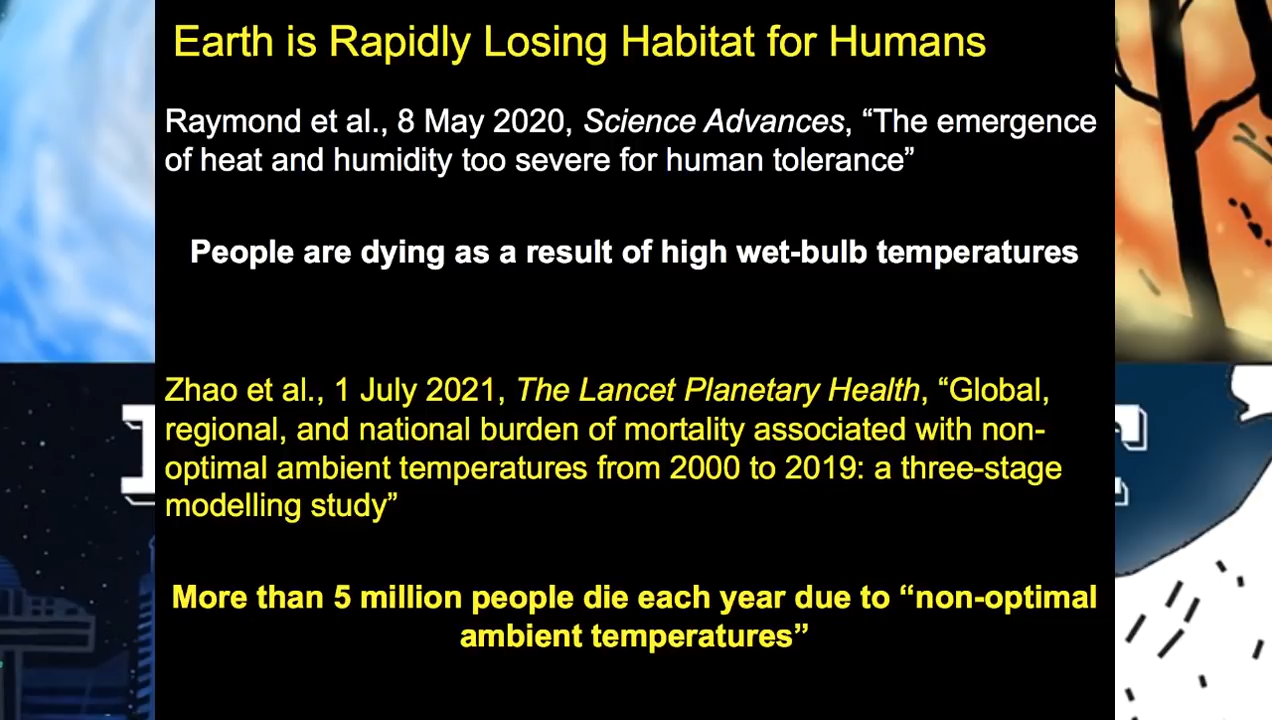 Earth is Rapidly Losing Habitat for Humans
Raymond et al., 8 May 2020, Science Advances, “The emergence
of heat and humidity too severe for human tolerance”
People are dying as a result of high wet-bulb temperatures
Zhao et al., 1 July 2021, The Lancet Planetary Health, “Global,
regional, and national burden of mortality associated with non-
optimal ambient temperatures from 2000 to 2019: a three-stage
modelling study”
More than 5 million people die each year due to “non-optimal
ambient temperatures”